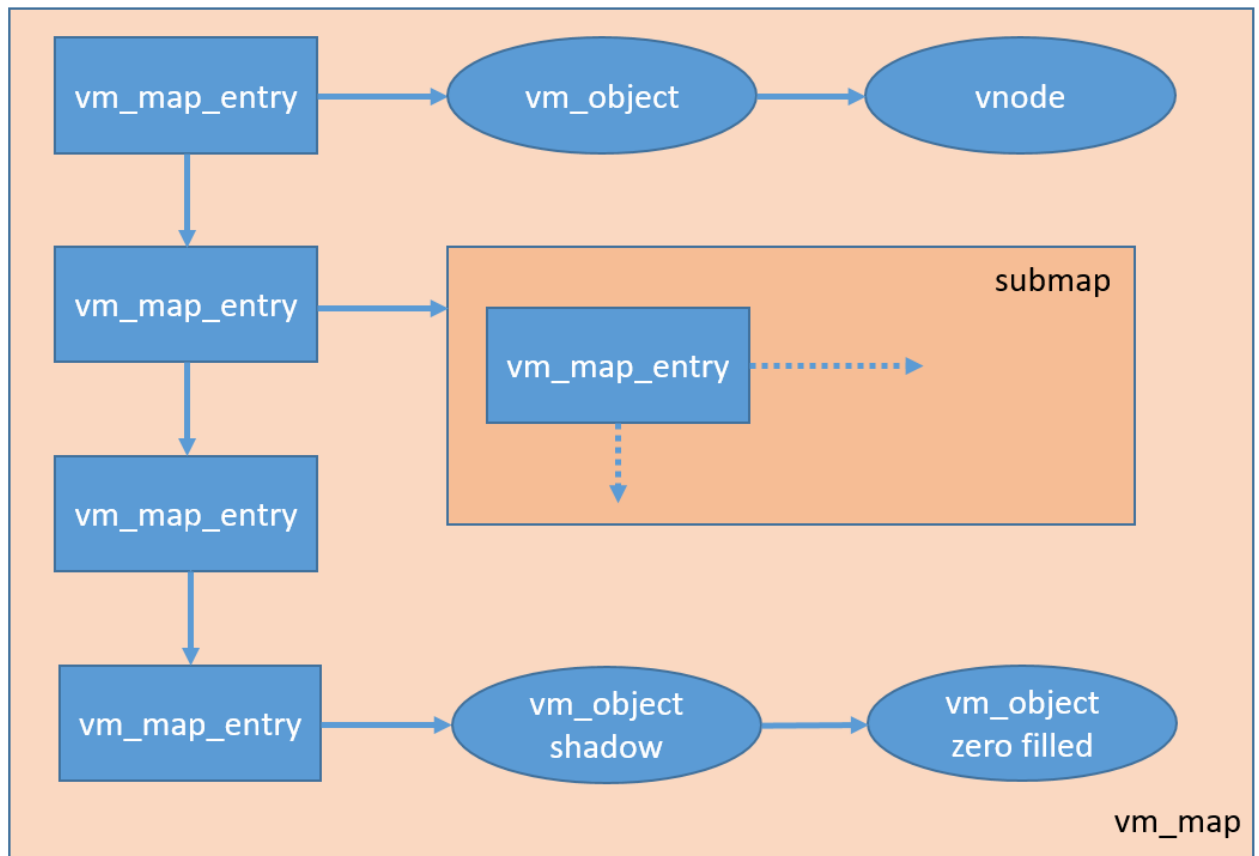 vm_map_entry
vm_object
vnode
vm_map_entry
submap
vm_map_entry
vm_map_entry
vm_map_entry
vm_object
shadow
vm_object
zero filled
vm_map